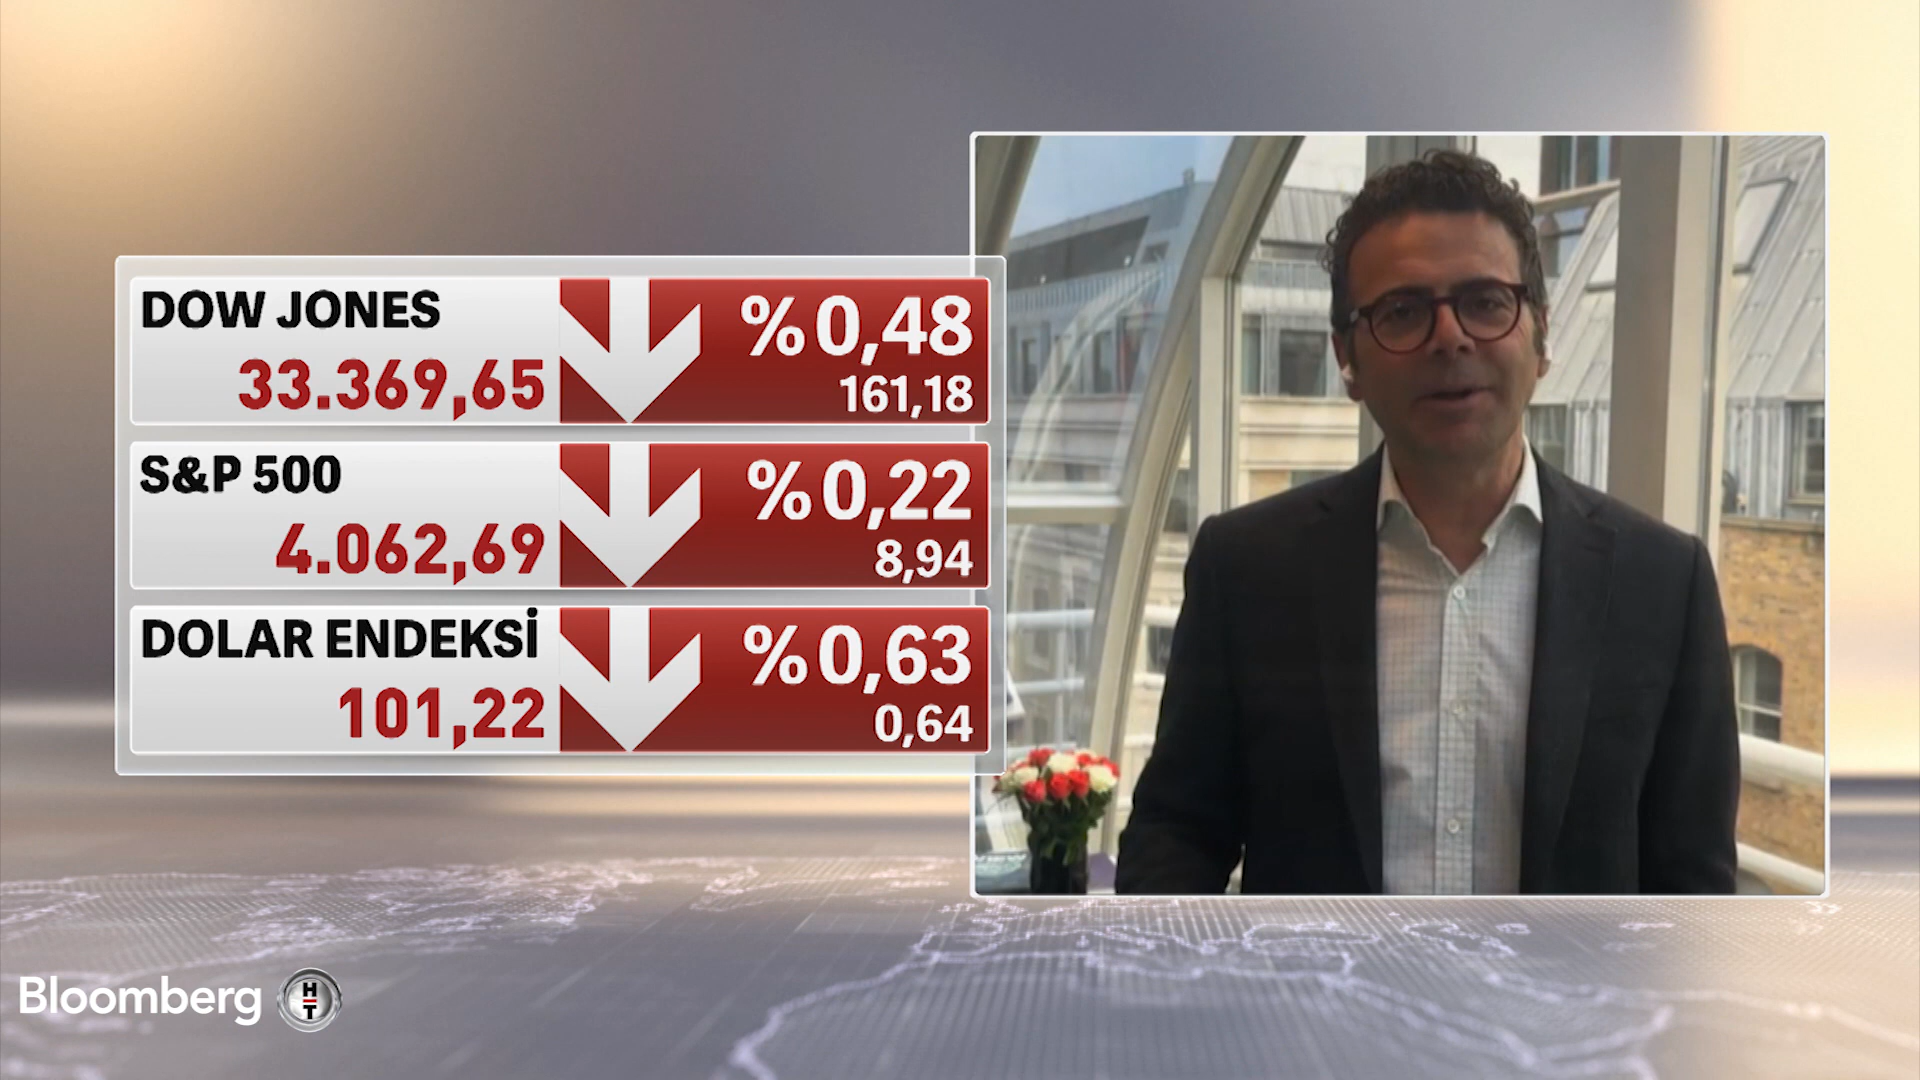 DOW JONES
33.369,65
%0,48
161,18
S&P 500
4.062,69
%0,22
8,94
DOLAR ENDEKSİ
101,22
%0,63
0,64
Bloomberg HT